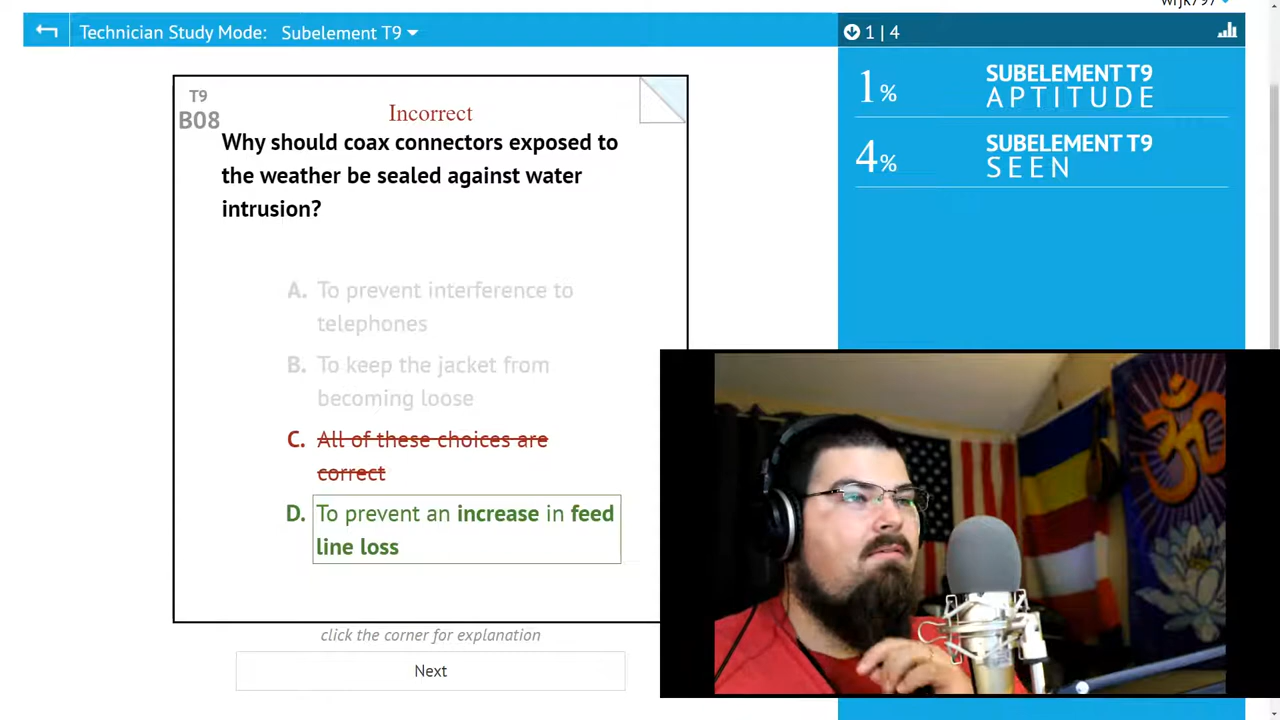 Technician Study Mode: Subelement T9
1 | 4
T9
B08
Incorrect
Why should coax connectors exposed to
the weather be sealed against water
intrusion?
A. To prevent interference to
telephones
B. To keep the jacket from
becoming loose
C. All of these choices are
correct
D. To prevent an increase in feed
line loss
click the corner for explanation
Next
1% SUBELEMENT T9
APTITUDE
4% SUBELEMENT T9
SEEN